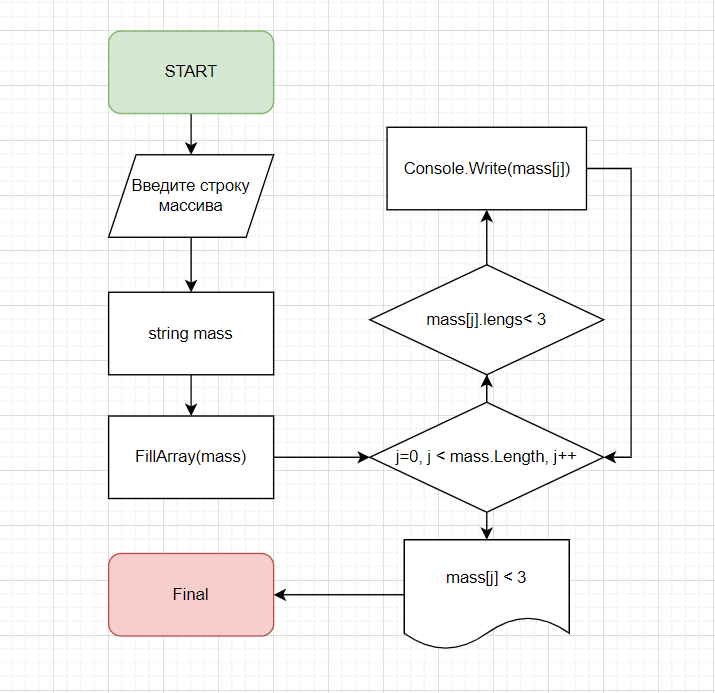 START
Введите строку
массива
string mass
FillArray(mass)
Console.Write(mass[j])
mass[j].lengs< 3
j=0, j < mass.Length, j++
mass[j] < 3
Final